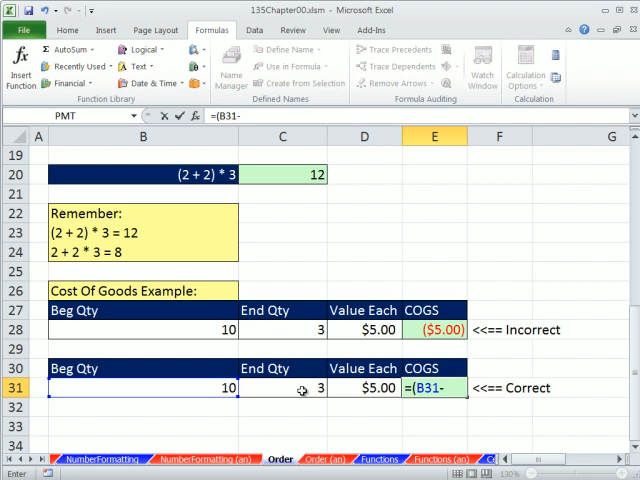 135Chapter00.xlsm - Microsoft Excel
File Home Insert Page Layout Formulas Data Review View Add-Ins
AutoSum Logical Define Name Trace Precedents
Recently Used Text Use in Formula Trace Dependents
Financial Date & Time Create from Selection Remove Arrows
Insert Function Name Manager Watch Window Calculation Options
Function Library Defined Names Formula Auditing Calculation
PMT =(B31-
A B C D E F G
19
20 (2 + 2) * 3 12
21
22 Remember:
23 (2 + 2) * 3 = 12
24 2 + 2 * 3 = 8
25
26 Cost Of Goods Example:
27 Beg Qty End Qty Value Each COGS
28 10 3 $5.00 ($5.00) <<== Incorrect
29
30 Beg Qty End Qty Value Each COGS
31 10 3 $5.00 =(B31- <<== Correct
32
33
34
NumberFormatting NumberFormatting (an) Order Order (an) Functions Functions (an)
Enter 130%